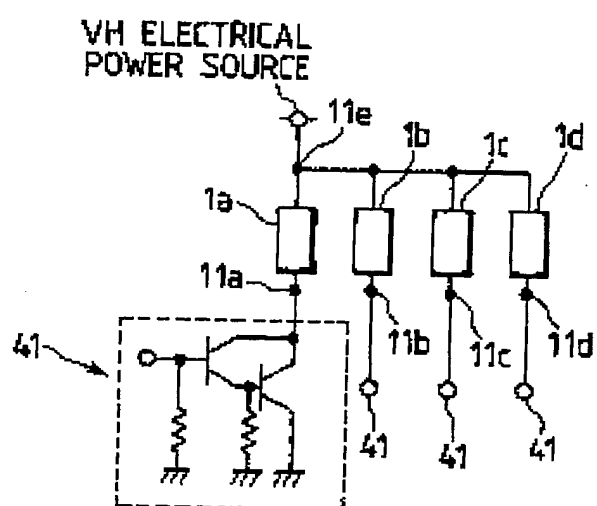 VH ELECTRICAL
POWER SOURCE
11e
1b
1c
1d
1a
11a
11b
11c
11d
41
41
41
41